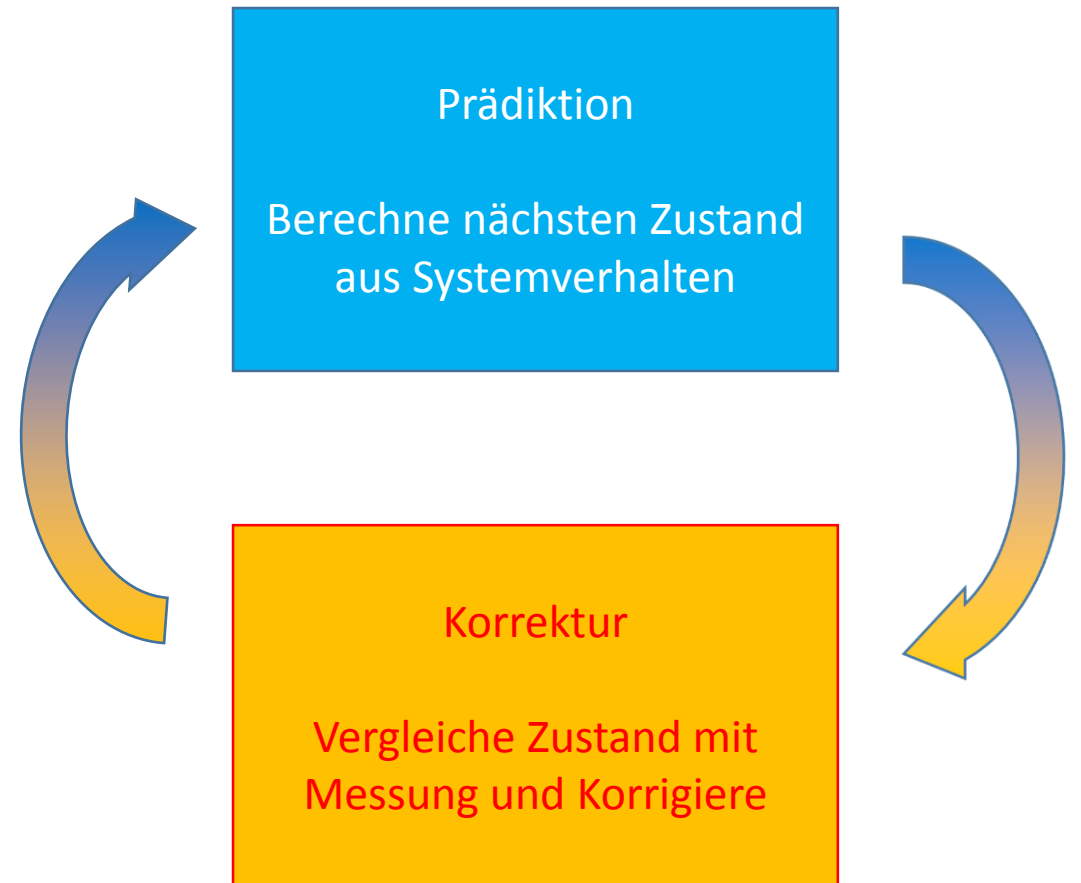 Prädiktion
Berechne nächsten Zustand
aus Systemverhalten
Korrektur
Vergleiche Zustand mit
Messung und Korrigiere